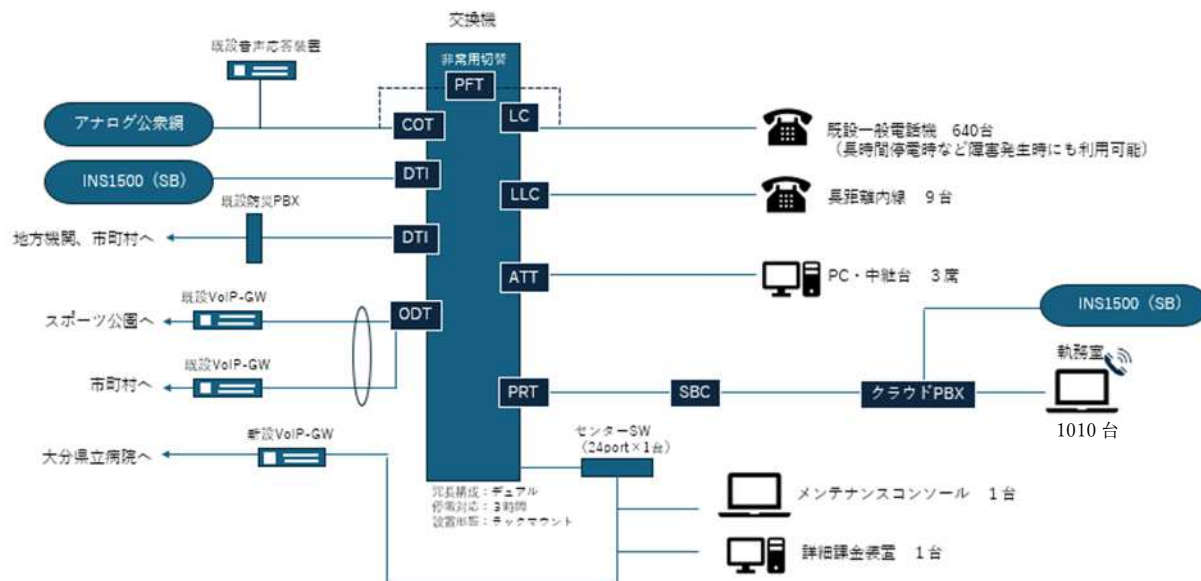 交換機
既設音声応答装置
非常用切替
PFT
アナログ公衆網
COT
LC
既設一般電話機 640台
（長時間停電時など障害発生時にも利用可能）
INS1500（SB）
DTI
LLC
長距離内線 9台
既設防災PBX
地方機関、市町村へ
DTI
ATT
PC・中継台 3席
既設VoIP-GW
スポーツ公園へ
ODT
INS1500（SB）
既設VoIP-GW
市町村へ
執務室
PRT
SBC
クラウドPBX
1010 台
新設VoIP-GW
大分県立病院へ
センターSW
（24port×1台）
冗長構成：デュアル
停電対応：3時間
設置形態：ラックマウント
メンテナンスコンソール 1台
詳細課金装置 1台